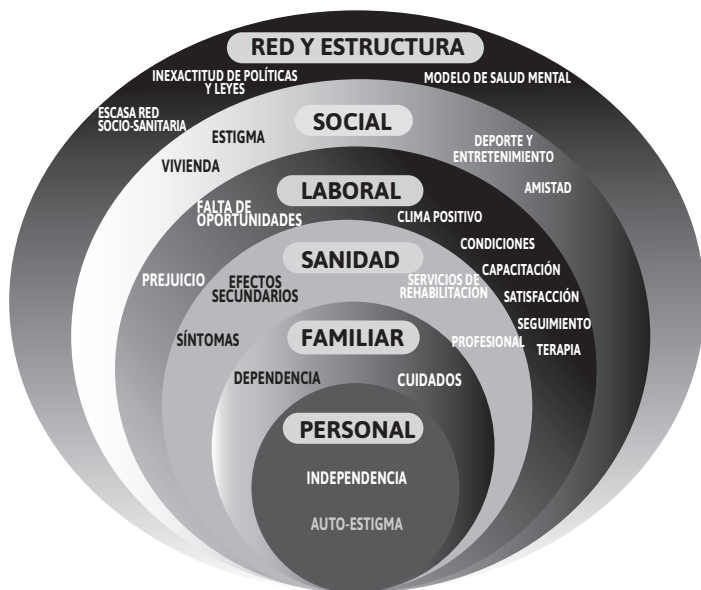 RED Y ESTRUCTURA
INEXACTITUD DE POLÍTICAS
Y LEYES
MODELO DE SALUD MENTAL
ESCASA RED
SOCIO-SANITARIA
SOCIAL
ESTIGMA
DEPORTE Y
ENTRETENIMIENTO
VIVIENDA
AMISTAD
LABORAL
FALTA DE
OPORTUNIDADES
CLIMA POSITIVO
CONDICIONES
SANIDAD
CAPACITACIÓN
PREJUICIO
EFECTOS
SECUNDARIOS
SERVICIOS DE
REHABILITACIÓN
SATISFACCIÓN
SEGUIMIENTO
FAMILIAR
SÍNTOMAS
PROFESIONAL
TERAPIA
DEPENDENCIA
CUIDADOS
PERSONAL
INDEPENDENCIA
AUTO-ESTIGMA